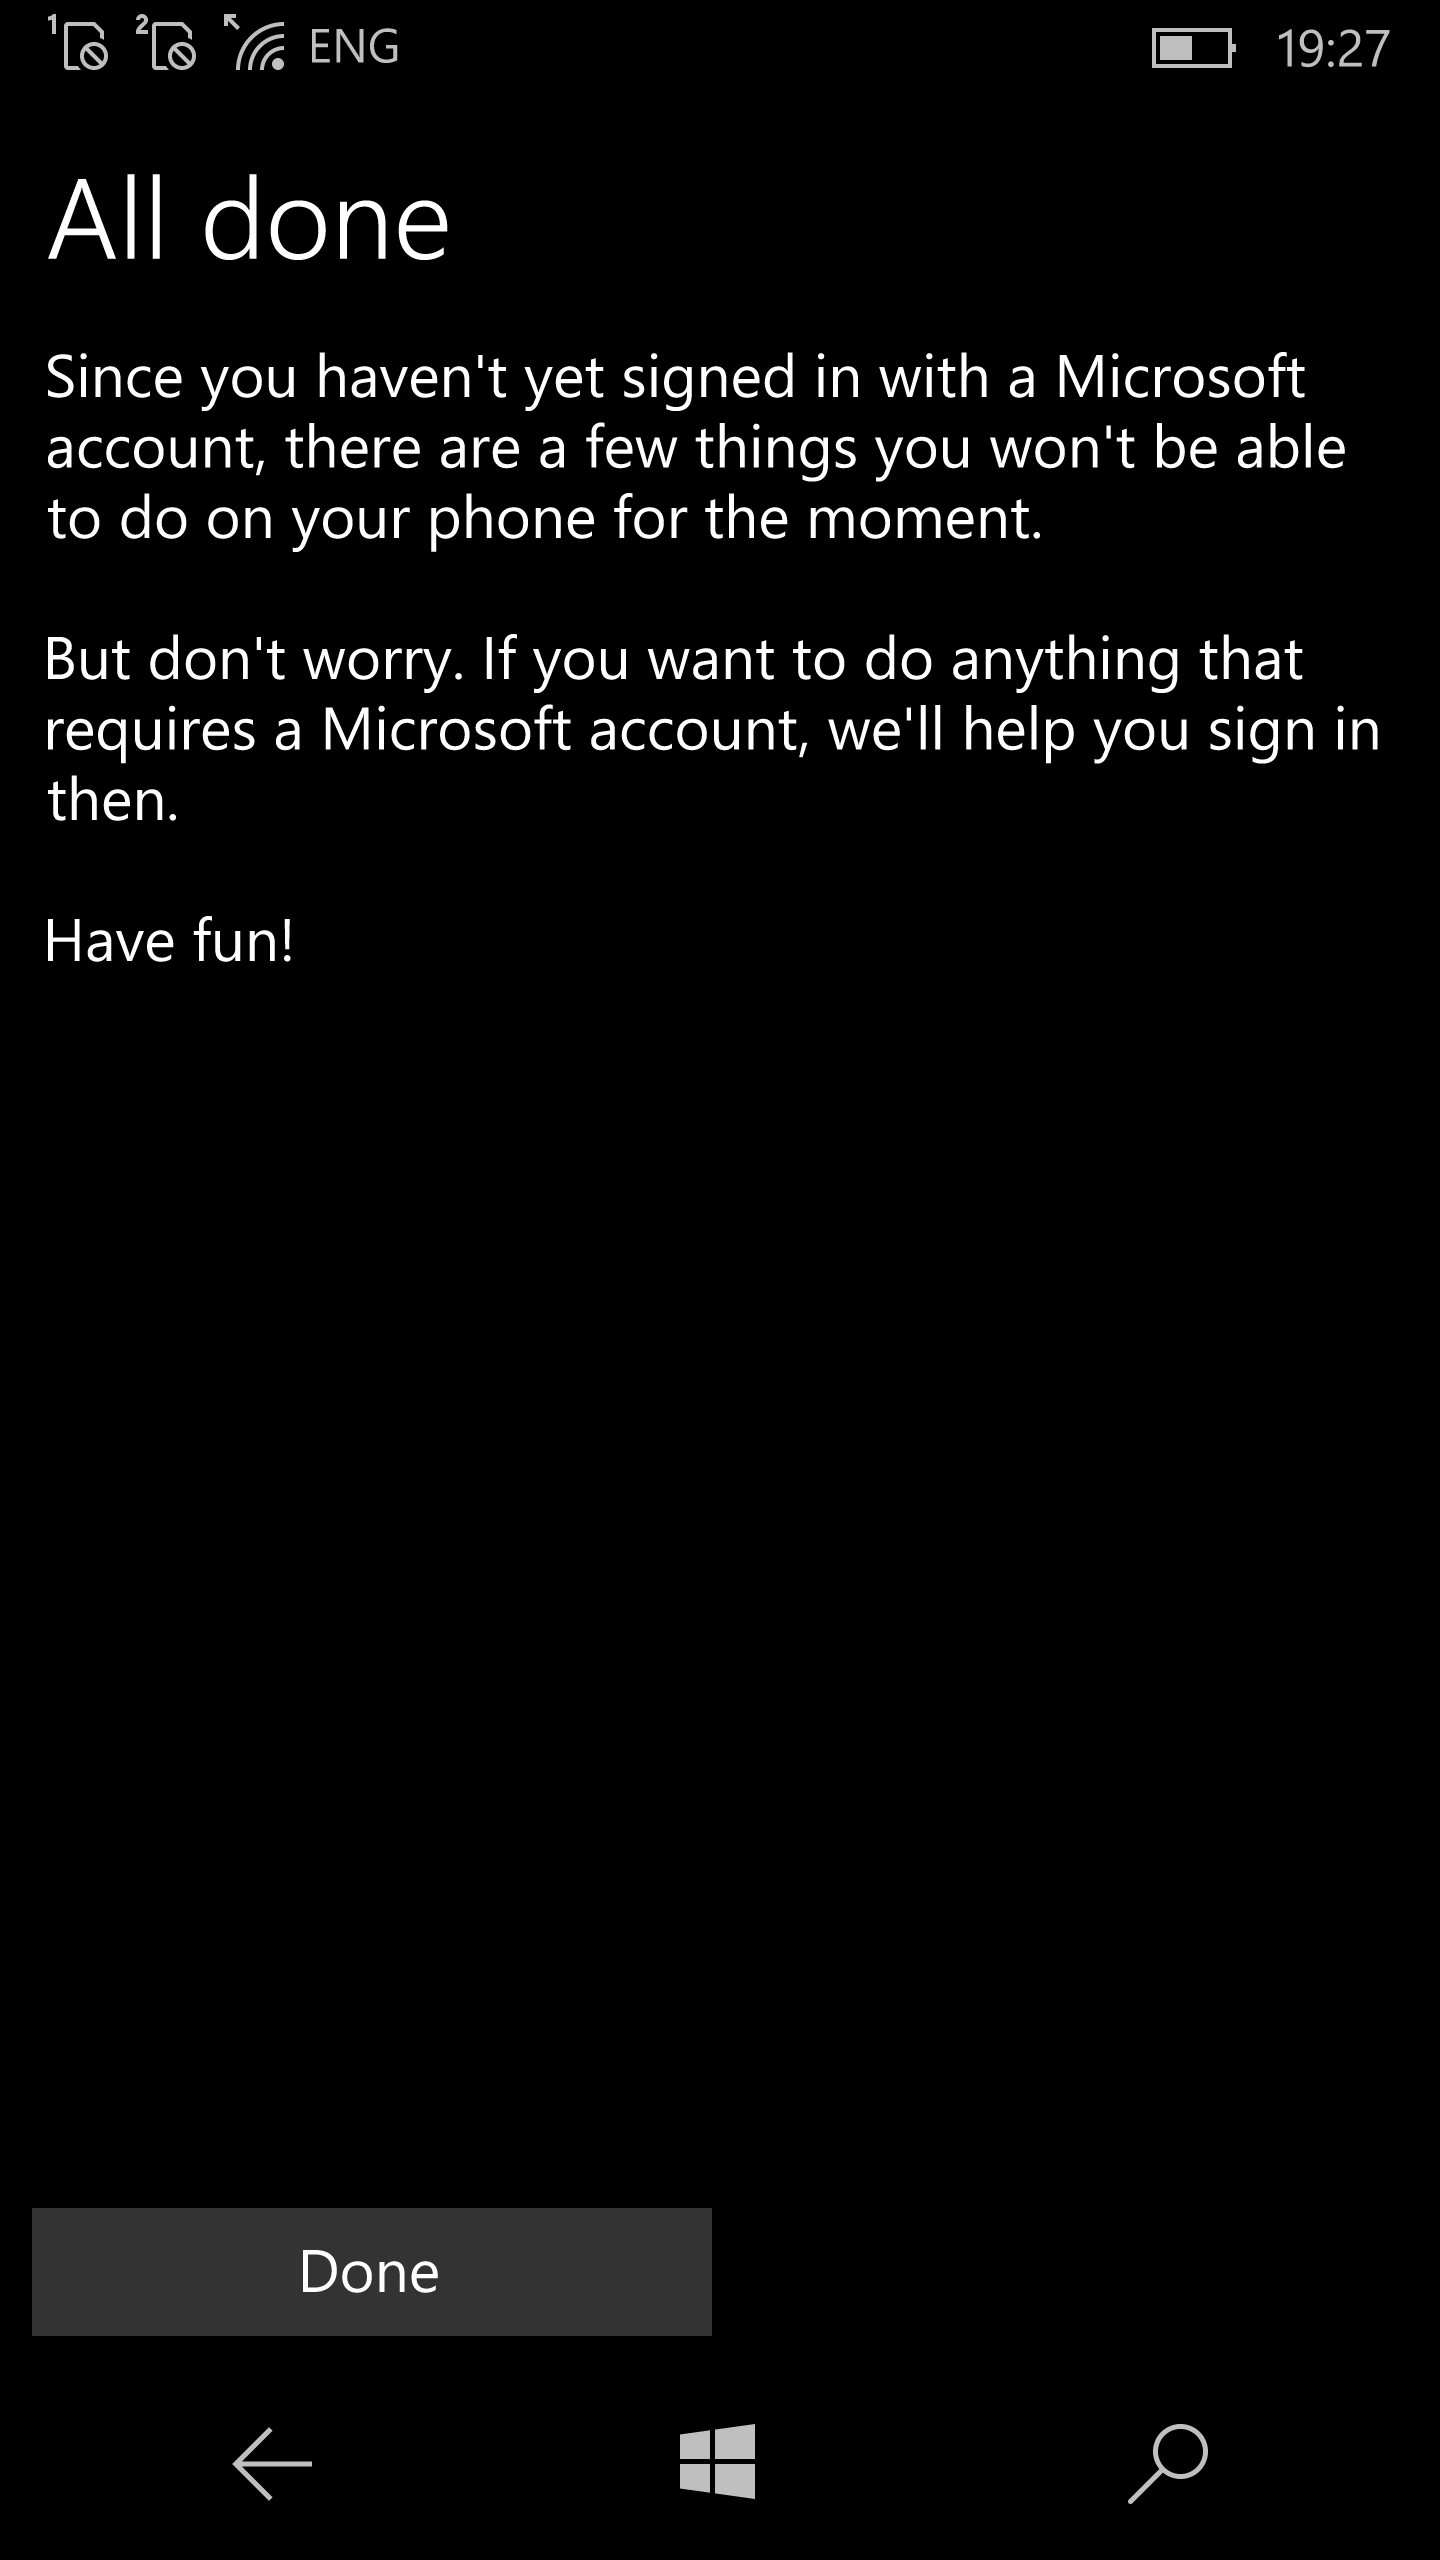 1 2 ENG 19:27
All done
Since you haven't yet signed in with a Microsoft
account, there are a few things you won't be able
to do on your phone for the moment.
But don't worry. If you want to do anything that
requires a Microsoft account, we'll help you sign in
then.
Have fun!
Done